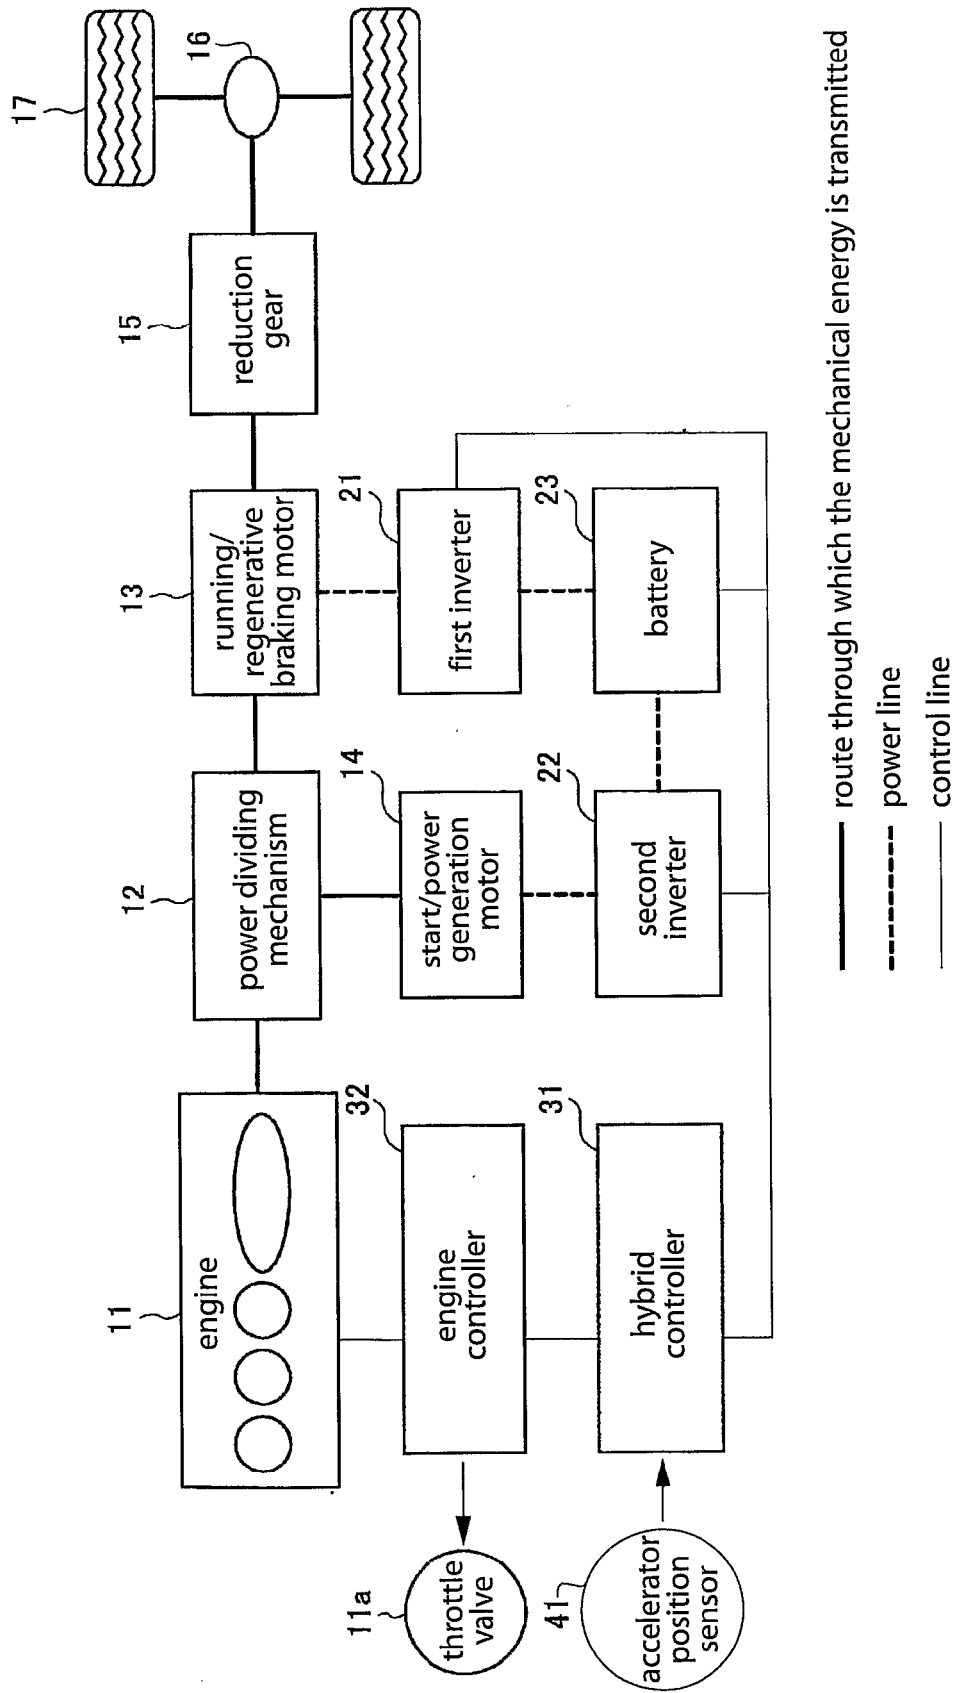 11
engine
12
power dividing
mechanism
13
running/
regenerative
braking motor
15
reduction
gear
16
17
11a
throttle
valve
32
engine
controller
14
start/power
generation
motor
21
first inverter
41
accelerator
position
sensor
31
hybrid
controller
22
second
inverter
23
battery
route through which the mechanical energy is transmitted
power line
control line